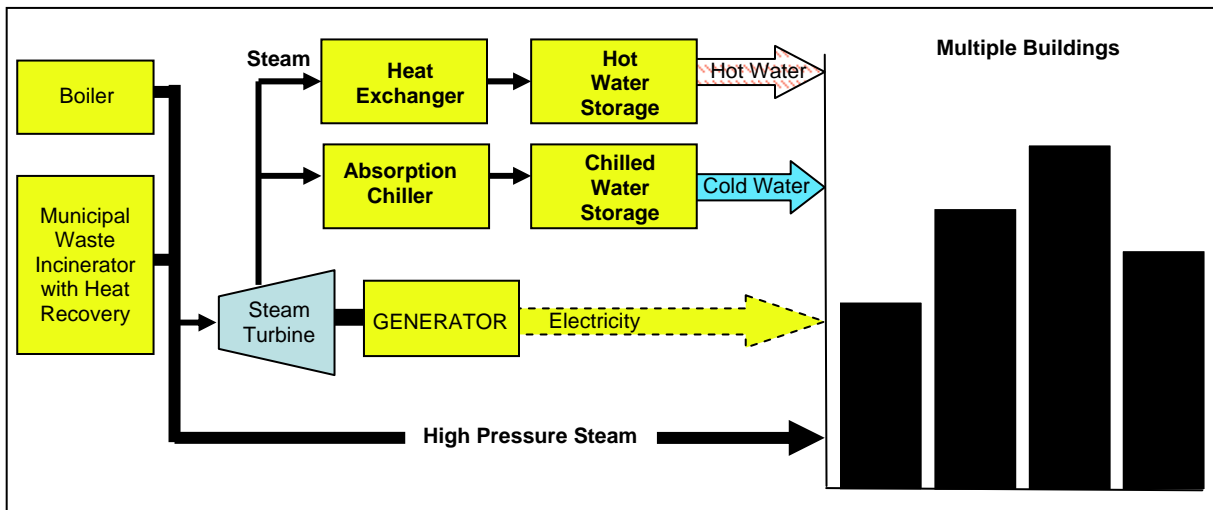 Multiple Buildings
Steam
Heat
Exchanger
Hot
Water
Storage
Hot Water
Boiler
Absorption
Chiller
Chilled
Water
Storage
Cold Water
Municipal
Waste
Incinerator
with Heat
Recovery
Steam
Turbine
GENERATOR
Electricity
High Pressure Steam